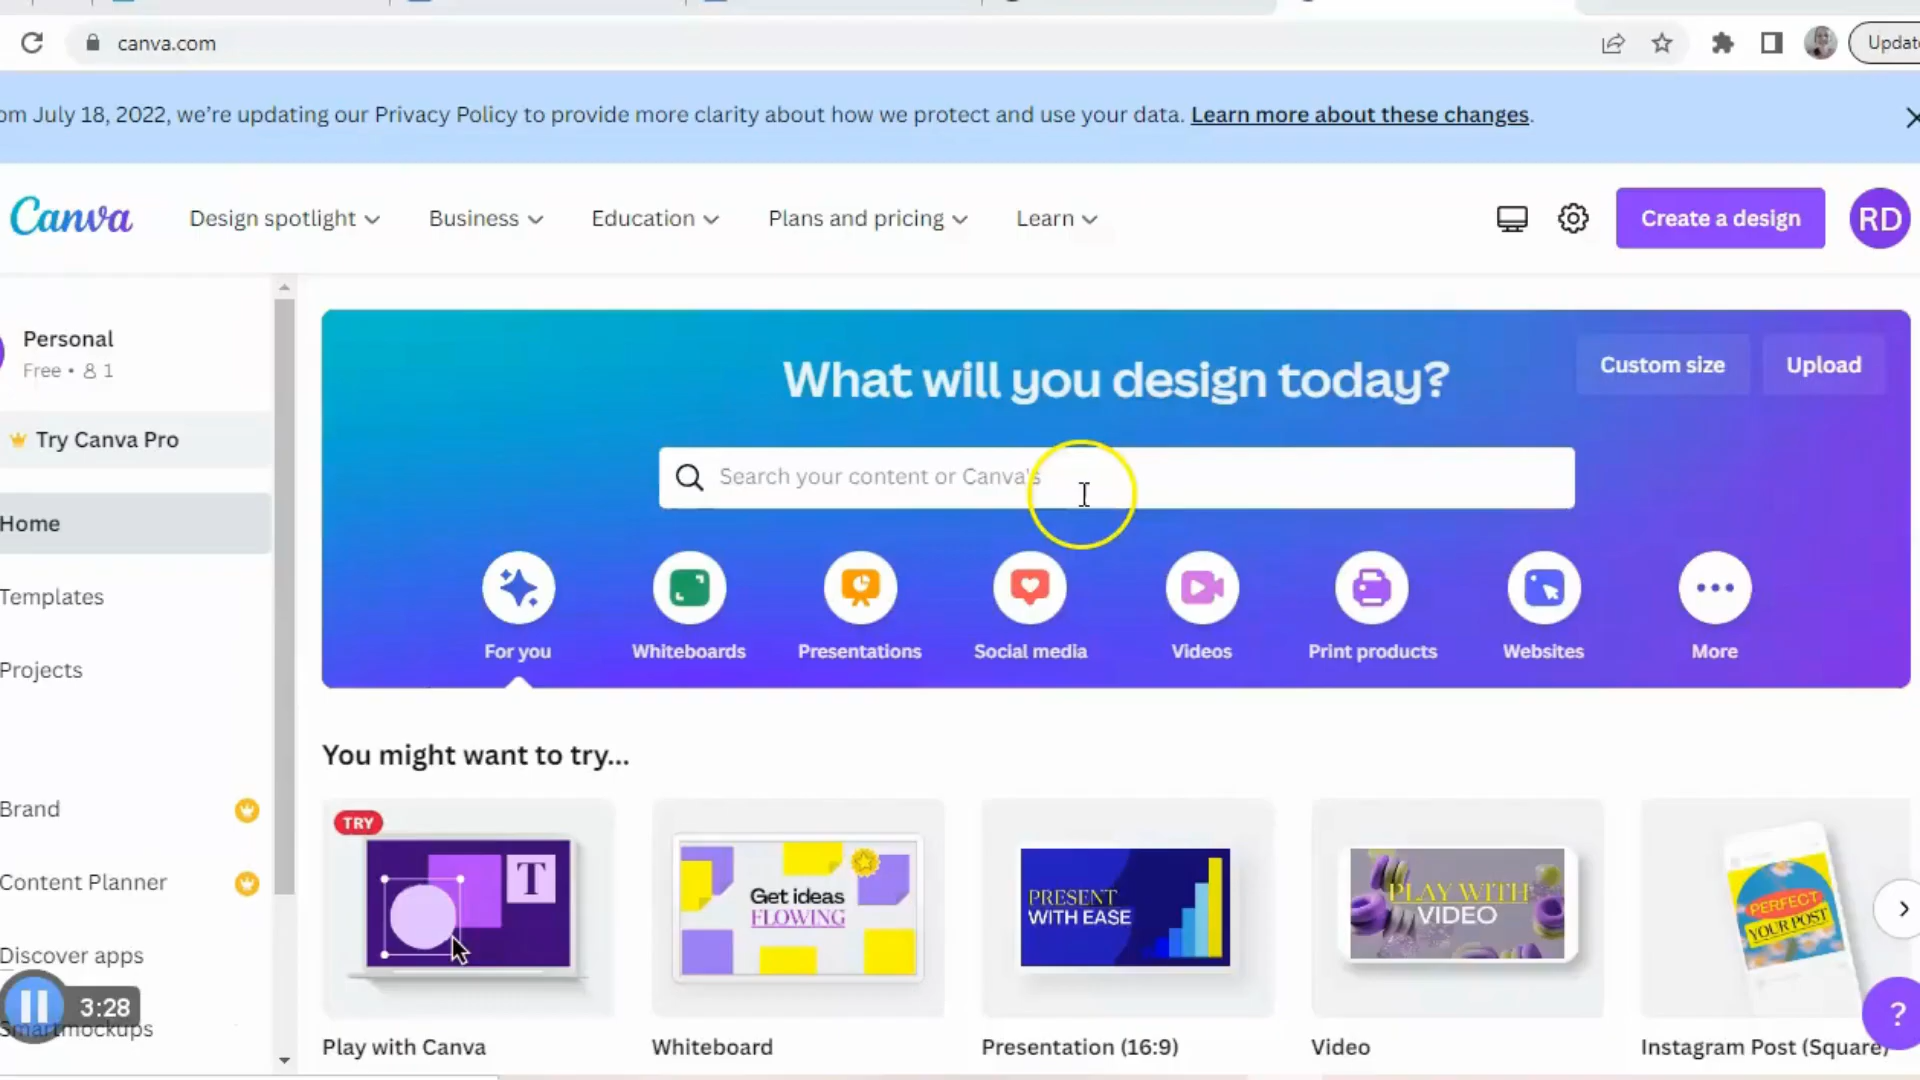 canva.com
Update
om July 18, 2022, we're updating our Privacy Policy to provide more clarity about how we protect and use your data. Learn more about these changes.
Canva
Design spotlight
Business
Education
Plans and pricing
Learn
Create a design
RD
Personal
Free • 1
Try Canva Pro
Home
Templates
Projects
Brand
Content Planner
Discover apps
Smartmockups
3:28
What will you design today?
Custom size
Upload
Search your content or Canva's
For you
Whiteboards
Presentations
Social media
Videos
Print products
Websites
More
You might want to try...
TRY
T
Play with Canva
Get ideas
FLOWING
Whiteboard
PRESENT
WITH EASE
Presentation (16:9)
PLAY WITH
VIDEO
Video
PERFECT
YOUR POST
Instagram Post (Square)
?